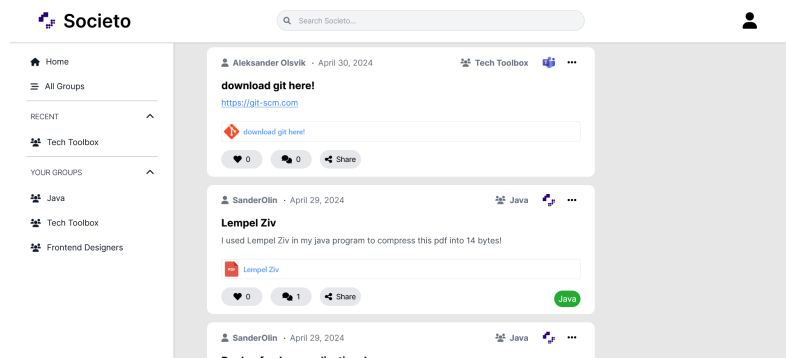 Societo
Search Societo...
Home
All Groups
RECENT
Tech Toolbox
YOUR GROUPS
Java
Tech Toolbox
Frontend Designers
Aleksander Olsvik · April 30, 2024 Tech Toolbox
download git here!
https://git-scm.com
download git here!
0 0 Share
SanderOlin · April 29, 2024 Java
Lempel Ziv
I used Lempel Ziv in my java program to compress this pdf into 14 bytes!
PDF Lempel Ziv
0 1 Share
Java
SanderOlin · April 29, 2024 Java